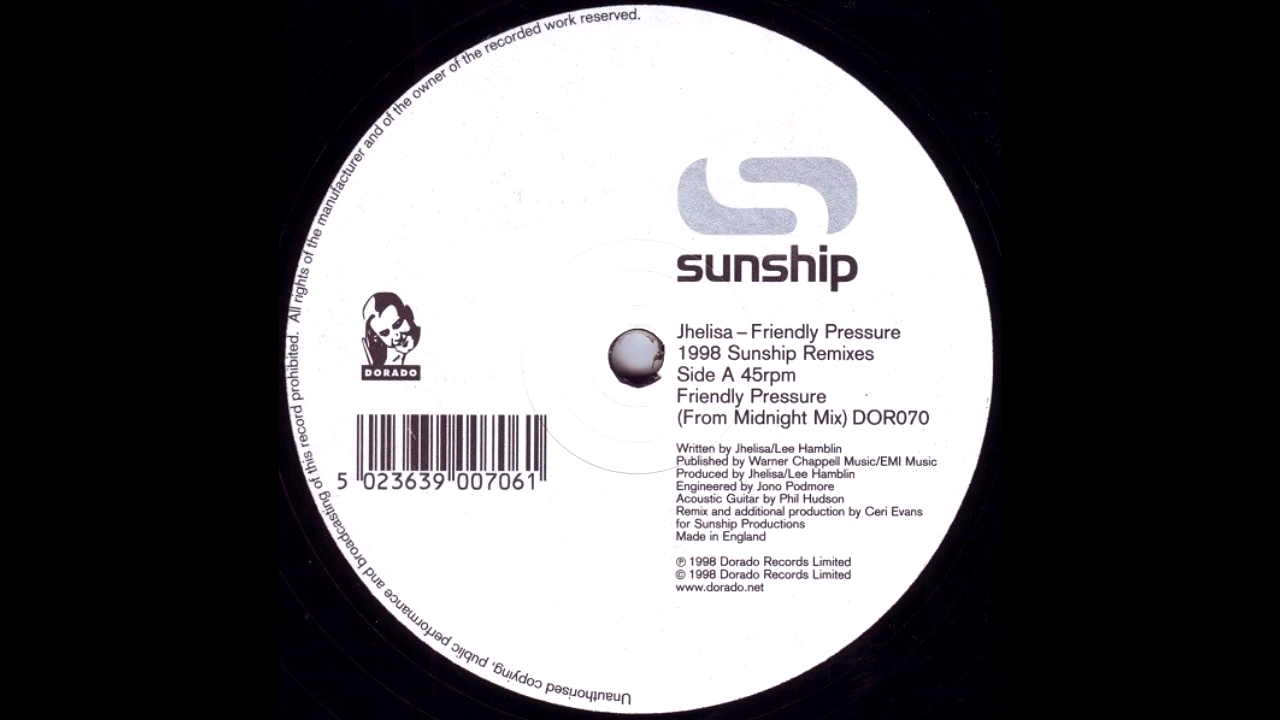 Unauthorised copying, public performance and broadcasting of this record prohibited. All rights of the manufacturer and of the owner of the recorded work reserved.
sunship
DORADO
5 023639 007061
Jhelisa – Friendly Pressure
1998 Sunship Remixes
Side A 45rpm
Friendly Pressure
(From Midnight Mix) DOR070
Written by Jhelisa/Lee Hamblin
Published by Warner Chappell Music/EMI Music
Produced by Jhelisa/Lee Hamblin
Engineered by Jono Podmore
Acoustic Guitar by Phil Hudson
Remix and additional production by Ceri Evans
for Sunship Productions
Made in England
℗ 1998 Dorado Records Limited
© 1998 Dorado Records Limited
www.dorado.net